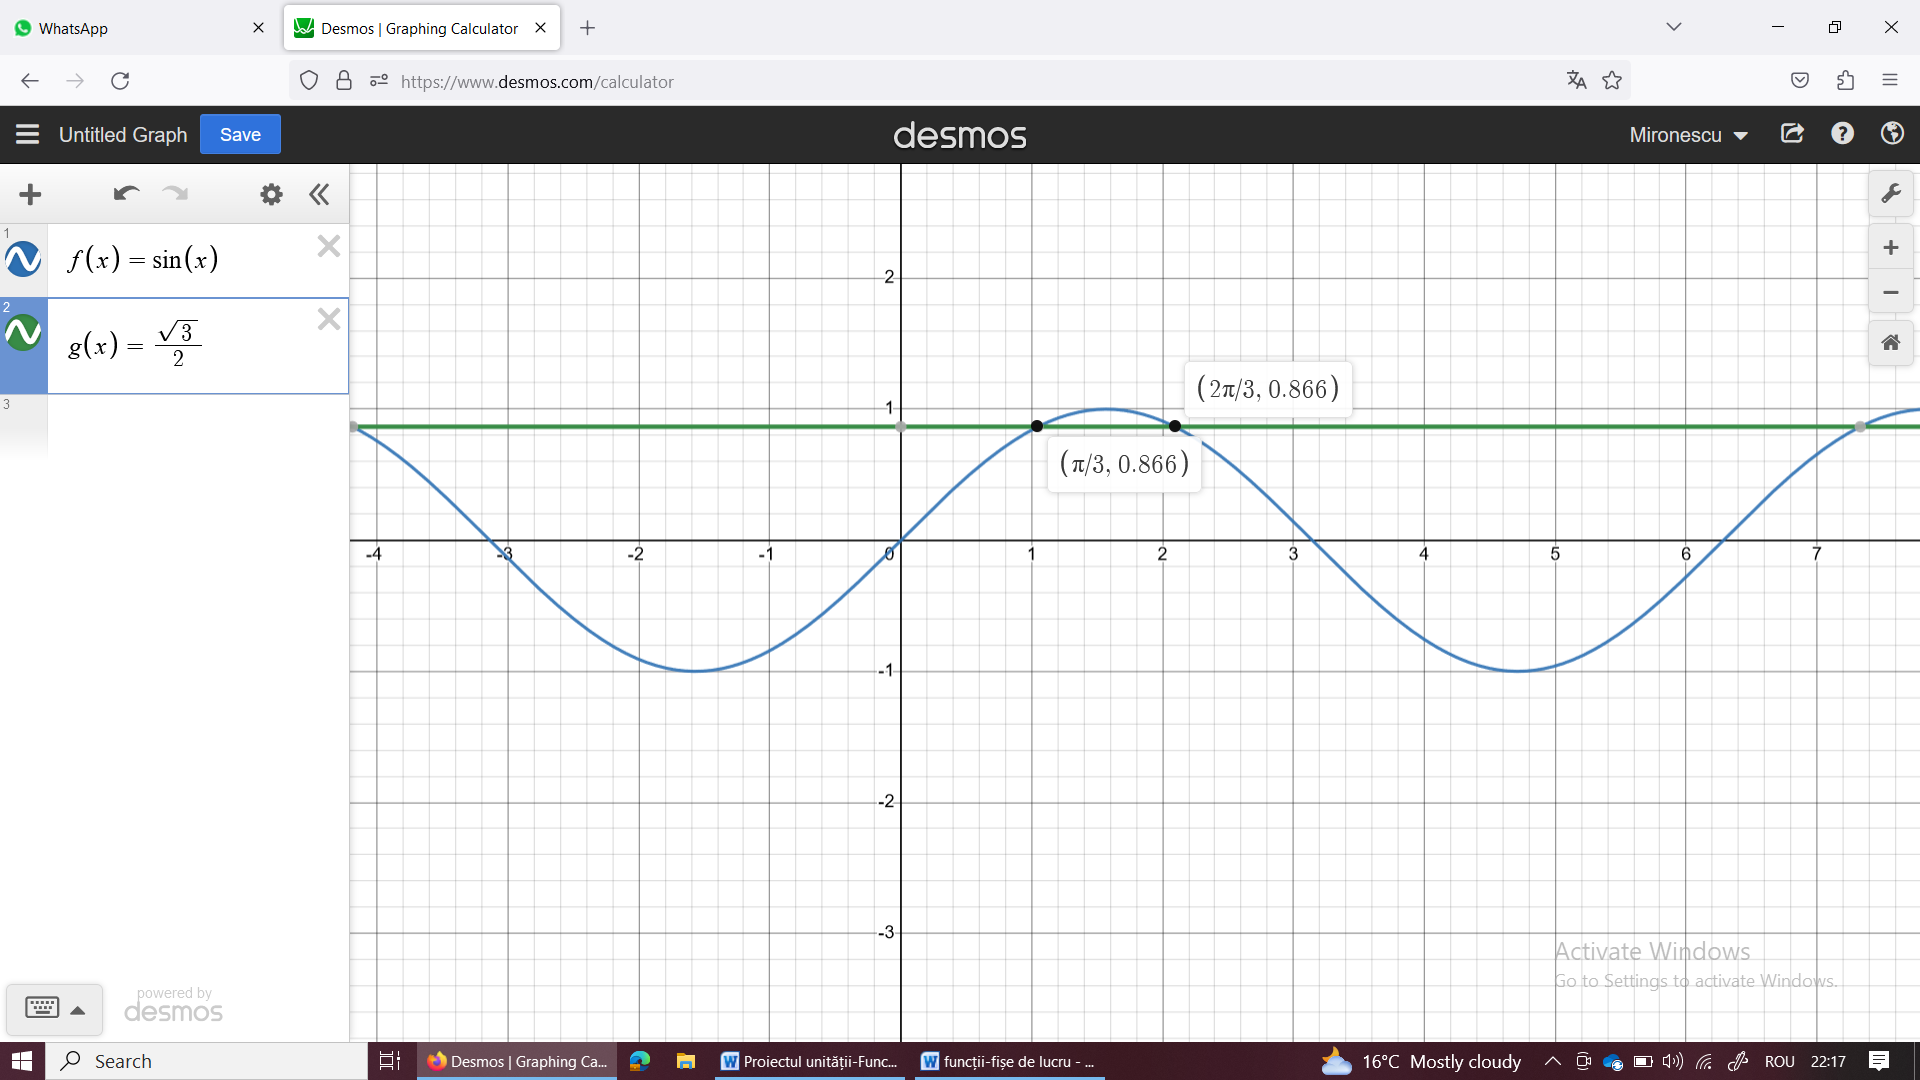 WhatsApp
Desmos | Graphing Calculator
https://www.desmos.com/calculator
Untitled Graph
Save
desmos
Mironescu
1
f(x) = sin(x)
2
g(x) = √3/2
3
2
1
-1
-2
-3
-4 -3 -2 -1 0 1 2 3 4 5 6 7
(2π/3, 0.866)
(π/3, 0.866)
powered by
desmos
Activate Windows
Go to Settings to activate Windows.
Search
Desmos | Graphing Ca...
Proiectul unității-Func...
funcții-fișe de lucru - ...
16°C Mostly cloudy
ROU
22:17